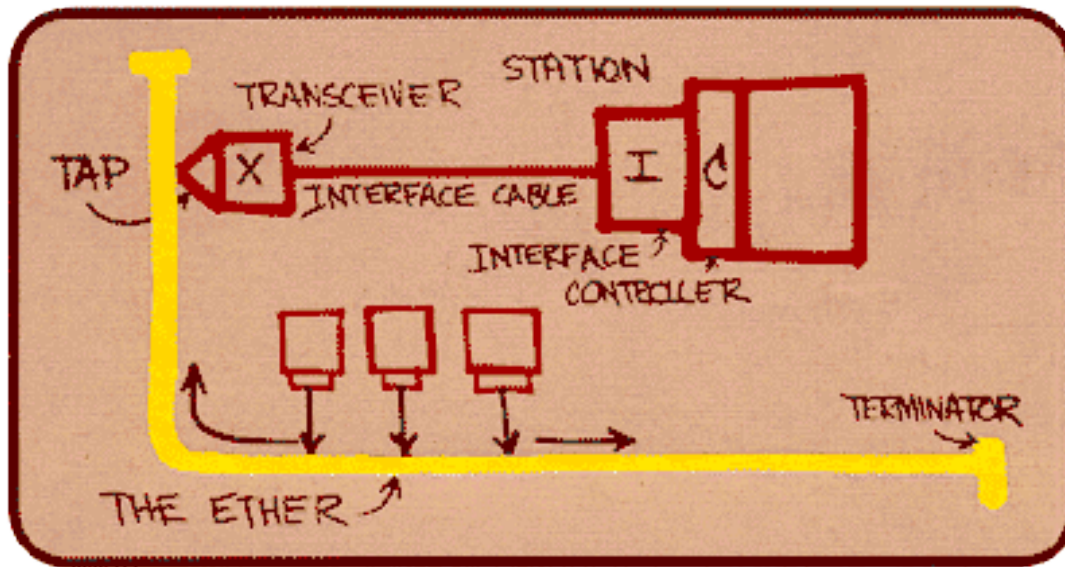 STATION
TRANSCEIVER
TAP
X
I
C
INTERFACE CABLE
INTERFACE
CONTROLLER
TERMINATOR
THE ETHER